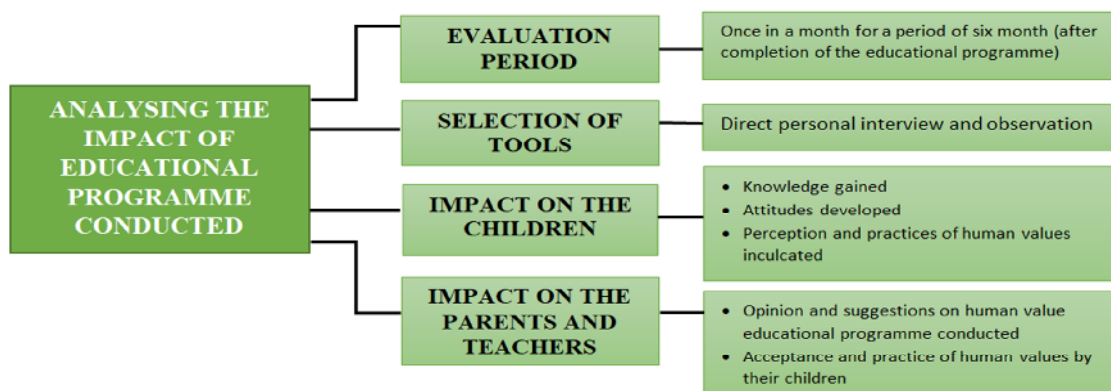 ANALYSING THE
IMPACT OF
EDUCATIONAL
PROGRAMME
CONDUCTED
EVALUATION
PERIOD
Once in a month for a period of six month (after
completion of the educational programme)
SELECTION OF
TOOLS
Direct personal interview and observation
IMPACT ON THE
CHILDREN
• Knowledge gained
• Attitudes developed
• Perception and practices of human values
inculcated
IMPACT ON THE
PARENTS AND
TEACHERS
• Opinion and suggestions on human value
educational programme conducted
• Acceptance and practice of human values by
their children